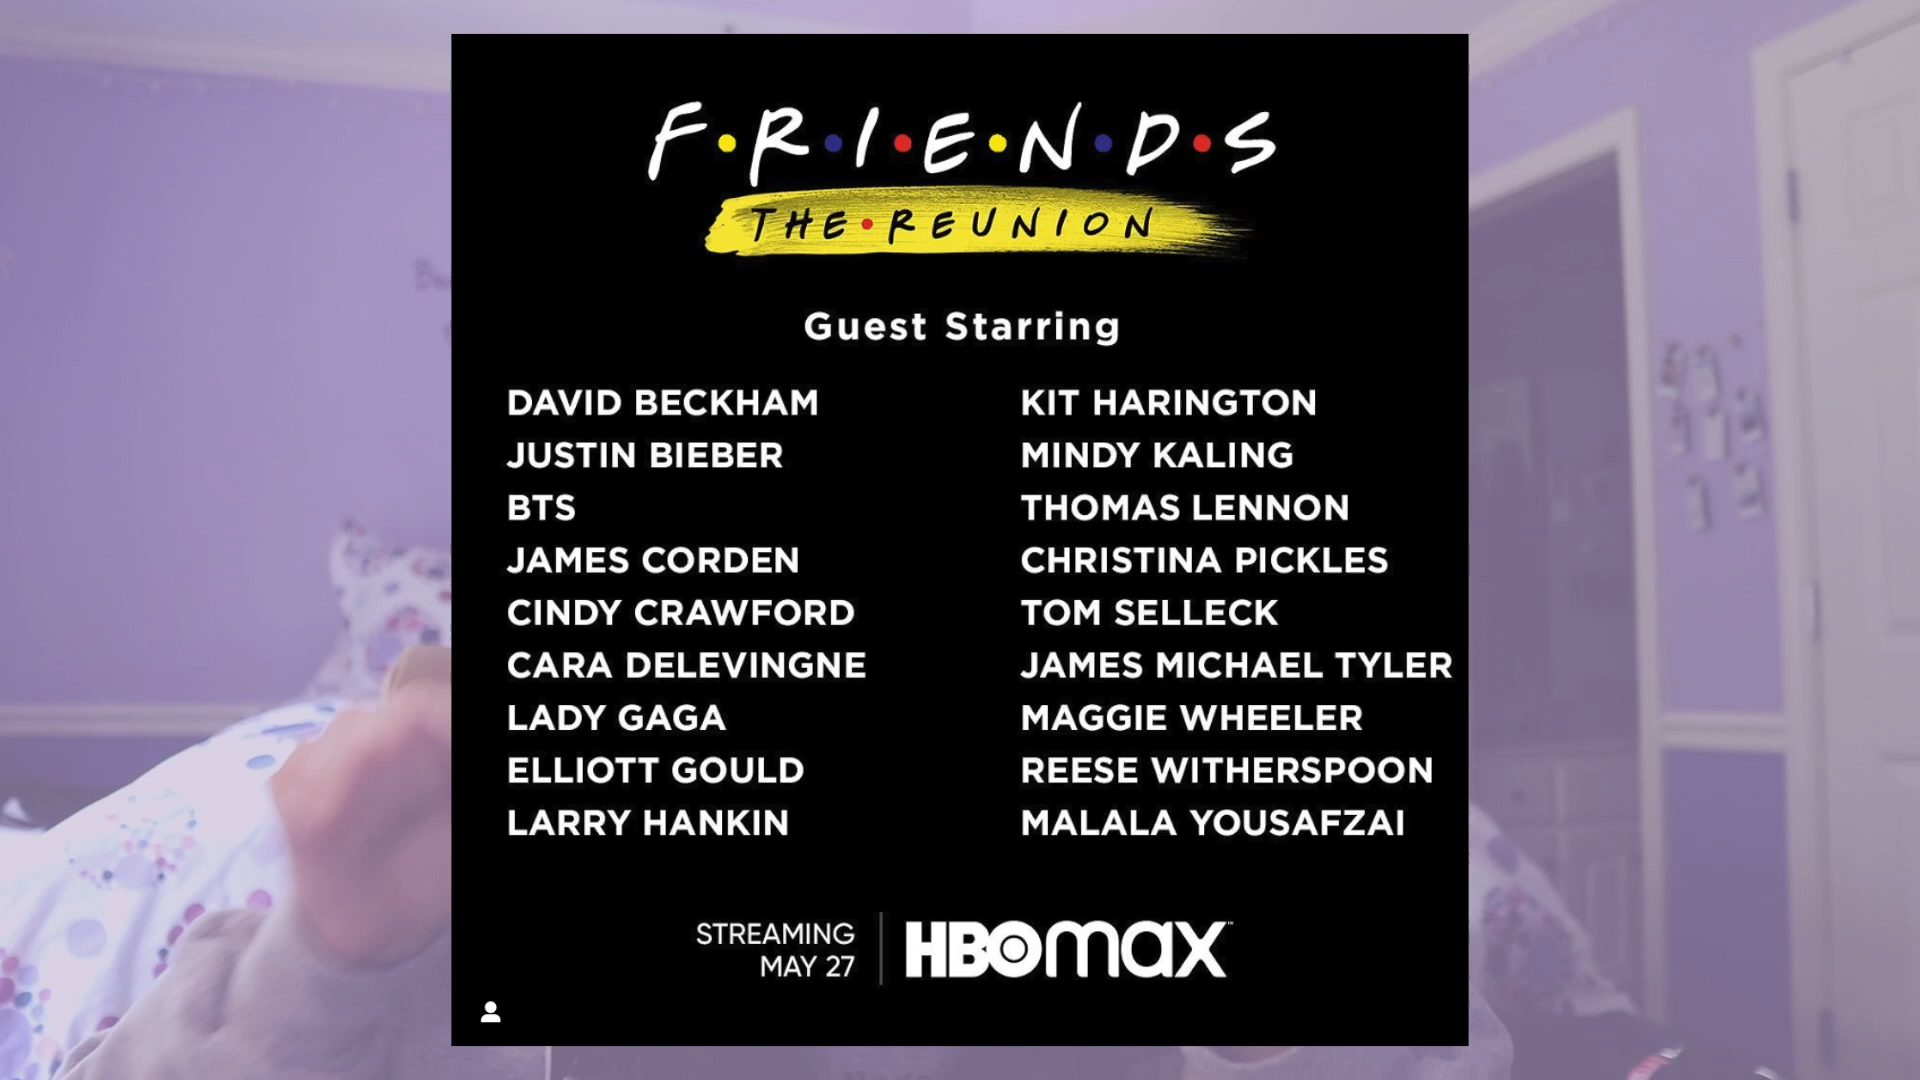 F·R·I·E·N·D·S
THE·REUNION
Guest Starring
DAVID BECKHAM
JUSTIN BIEBER
BTS
JAMES CORDEN
CINDY CRAWFORD
CARA DELEVINGNE
LADY GAGA
ELLIOTT GOULD
LARRY HANKIN
KIT HARINGTON
MINDY KALING
THOMAS LENNON
CHRISTINA PICKLES
TOM SELLECK
JAMES MICHAEL TYLER
MAGGIE WHEELER
REESE WITHERSPOON
MALALA YOUSAFZAI
STREAMING
MAY 27
HBOMAX™